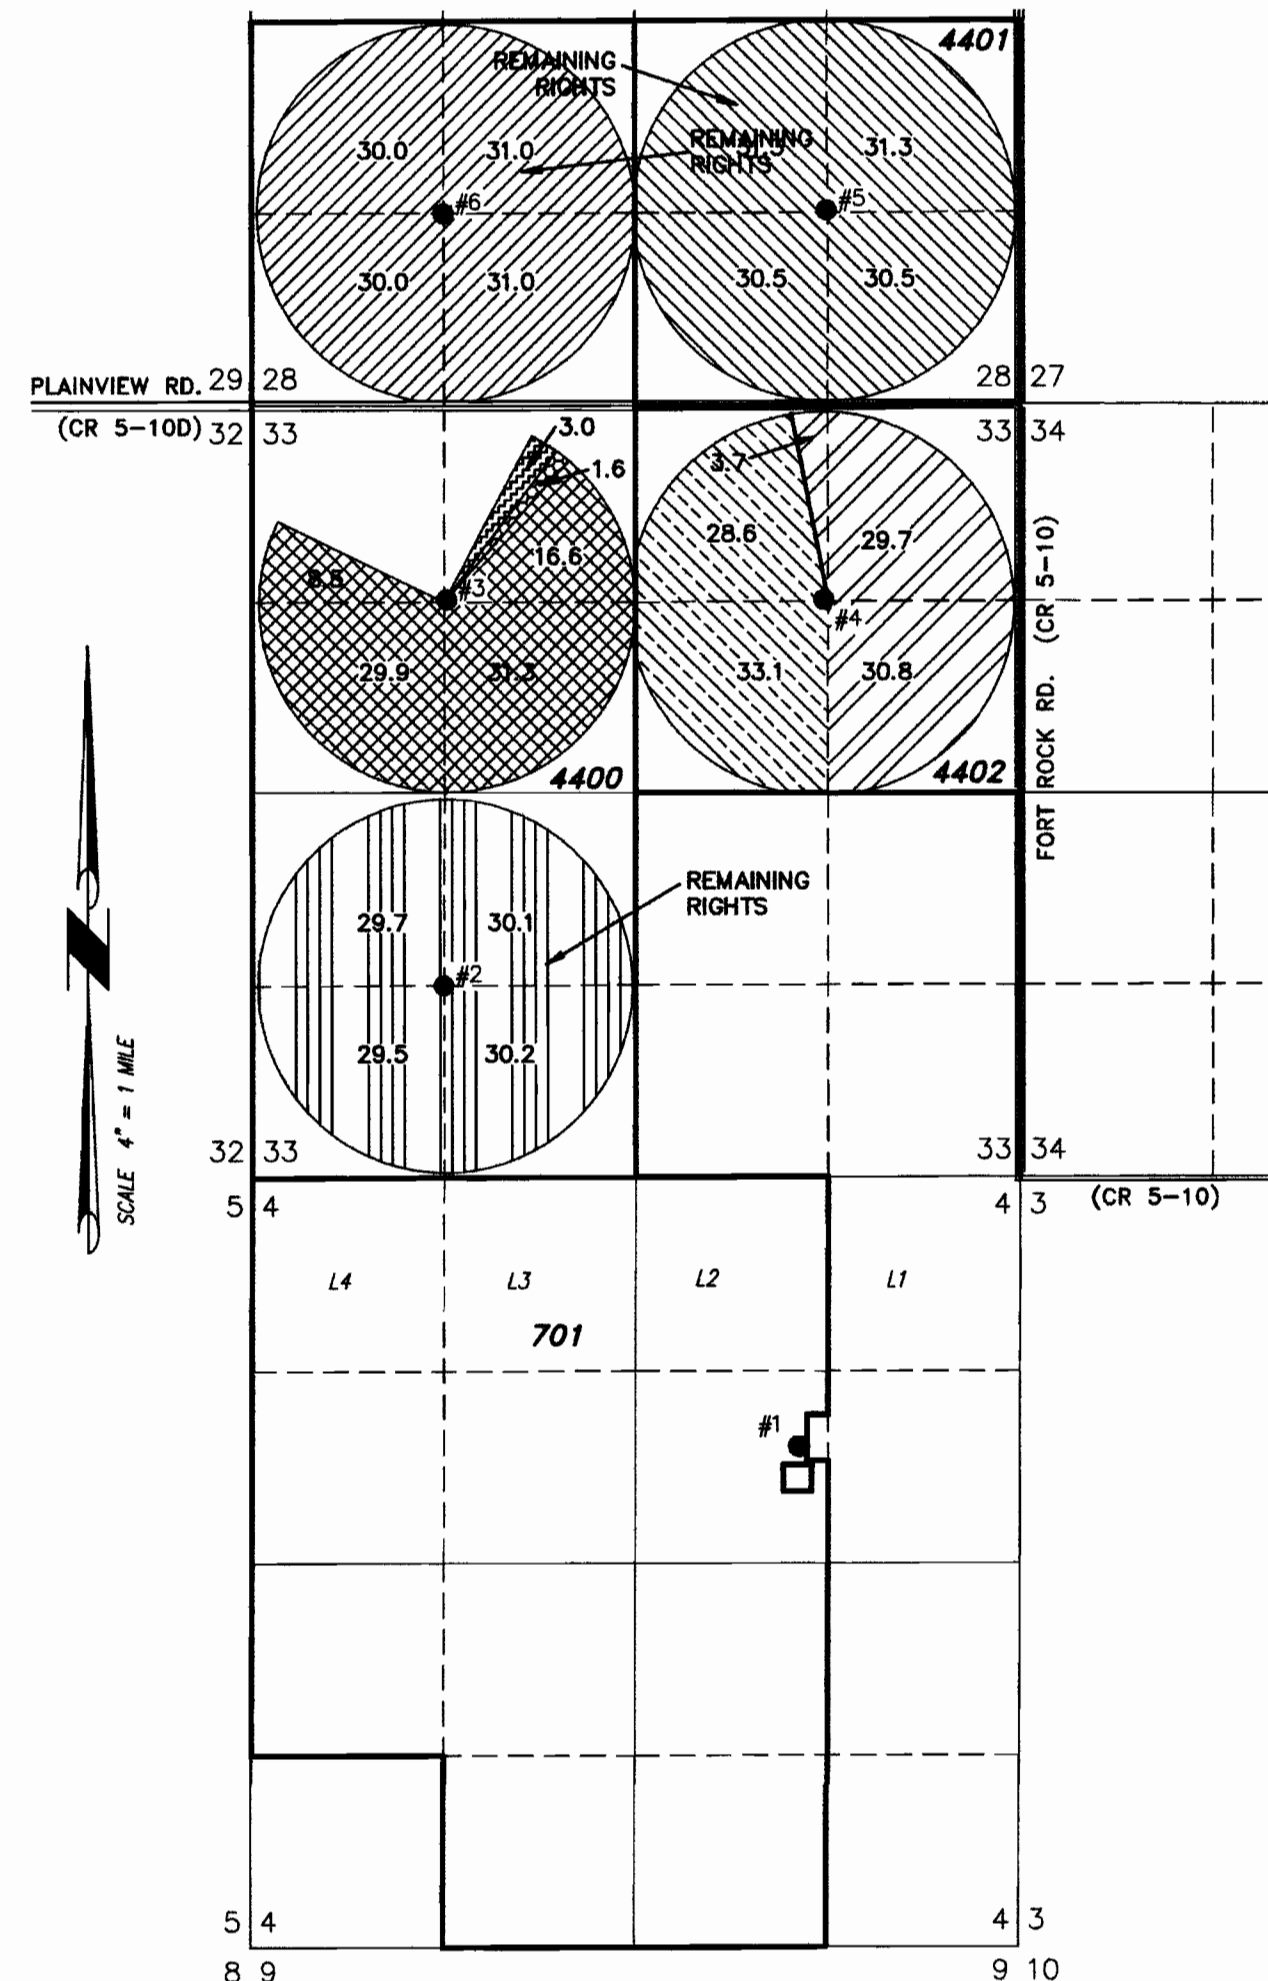 4401
REMAINING
RIGHTS
REMAINING
RIGHTS
30.0 31.0 31.3
#6 #5
30.0 31.0 30.5 30.5
PLAINVIEW RD. 29 28 28 27
(CR 5-10D) 32 33 33 34
3.0
1.6
3.7
28.6 29.7
16.6
8.5
#3 #4
29.9 31.3 33.1 30.8
4400 4402
FORT ROCK RD. (CR 5-10)
REMAINING
RIGHTS
29.7 30.1
#2
29.5 30.2
SCALE 4" = 1 MILE
N
32 33 33 34
5 4 4 3 (CR 5-10)
L4 L3 L2 L1
701
#1
5 4 4 3
8 9 9 10